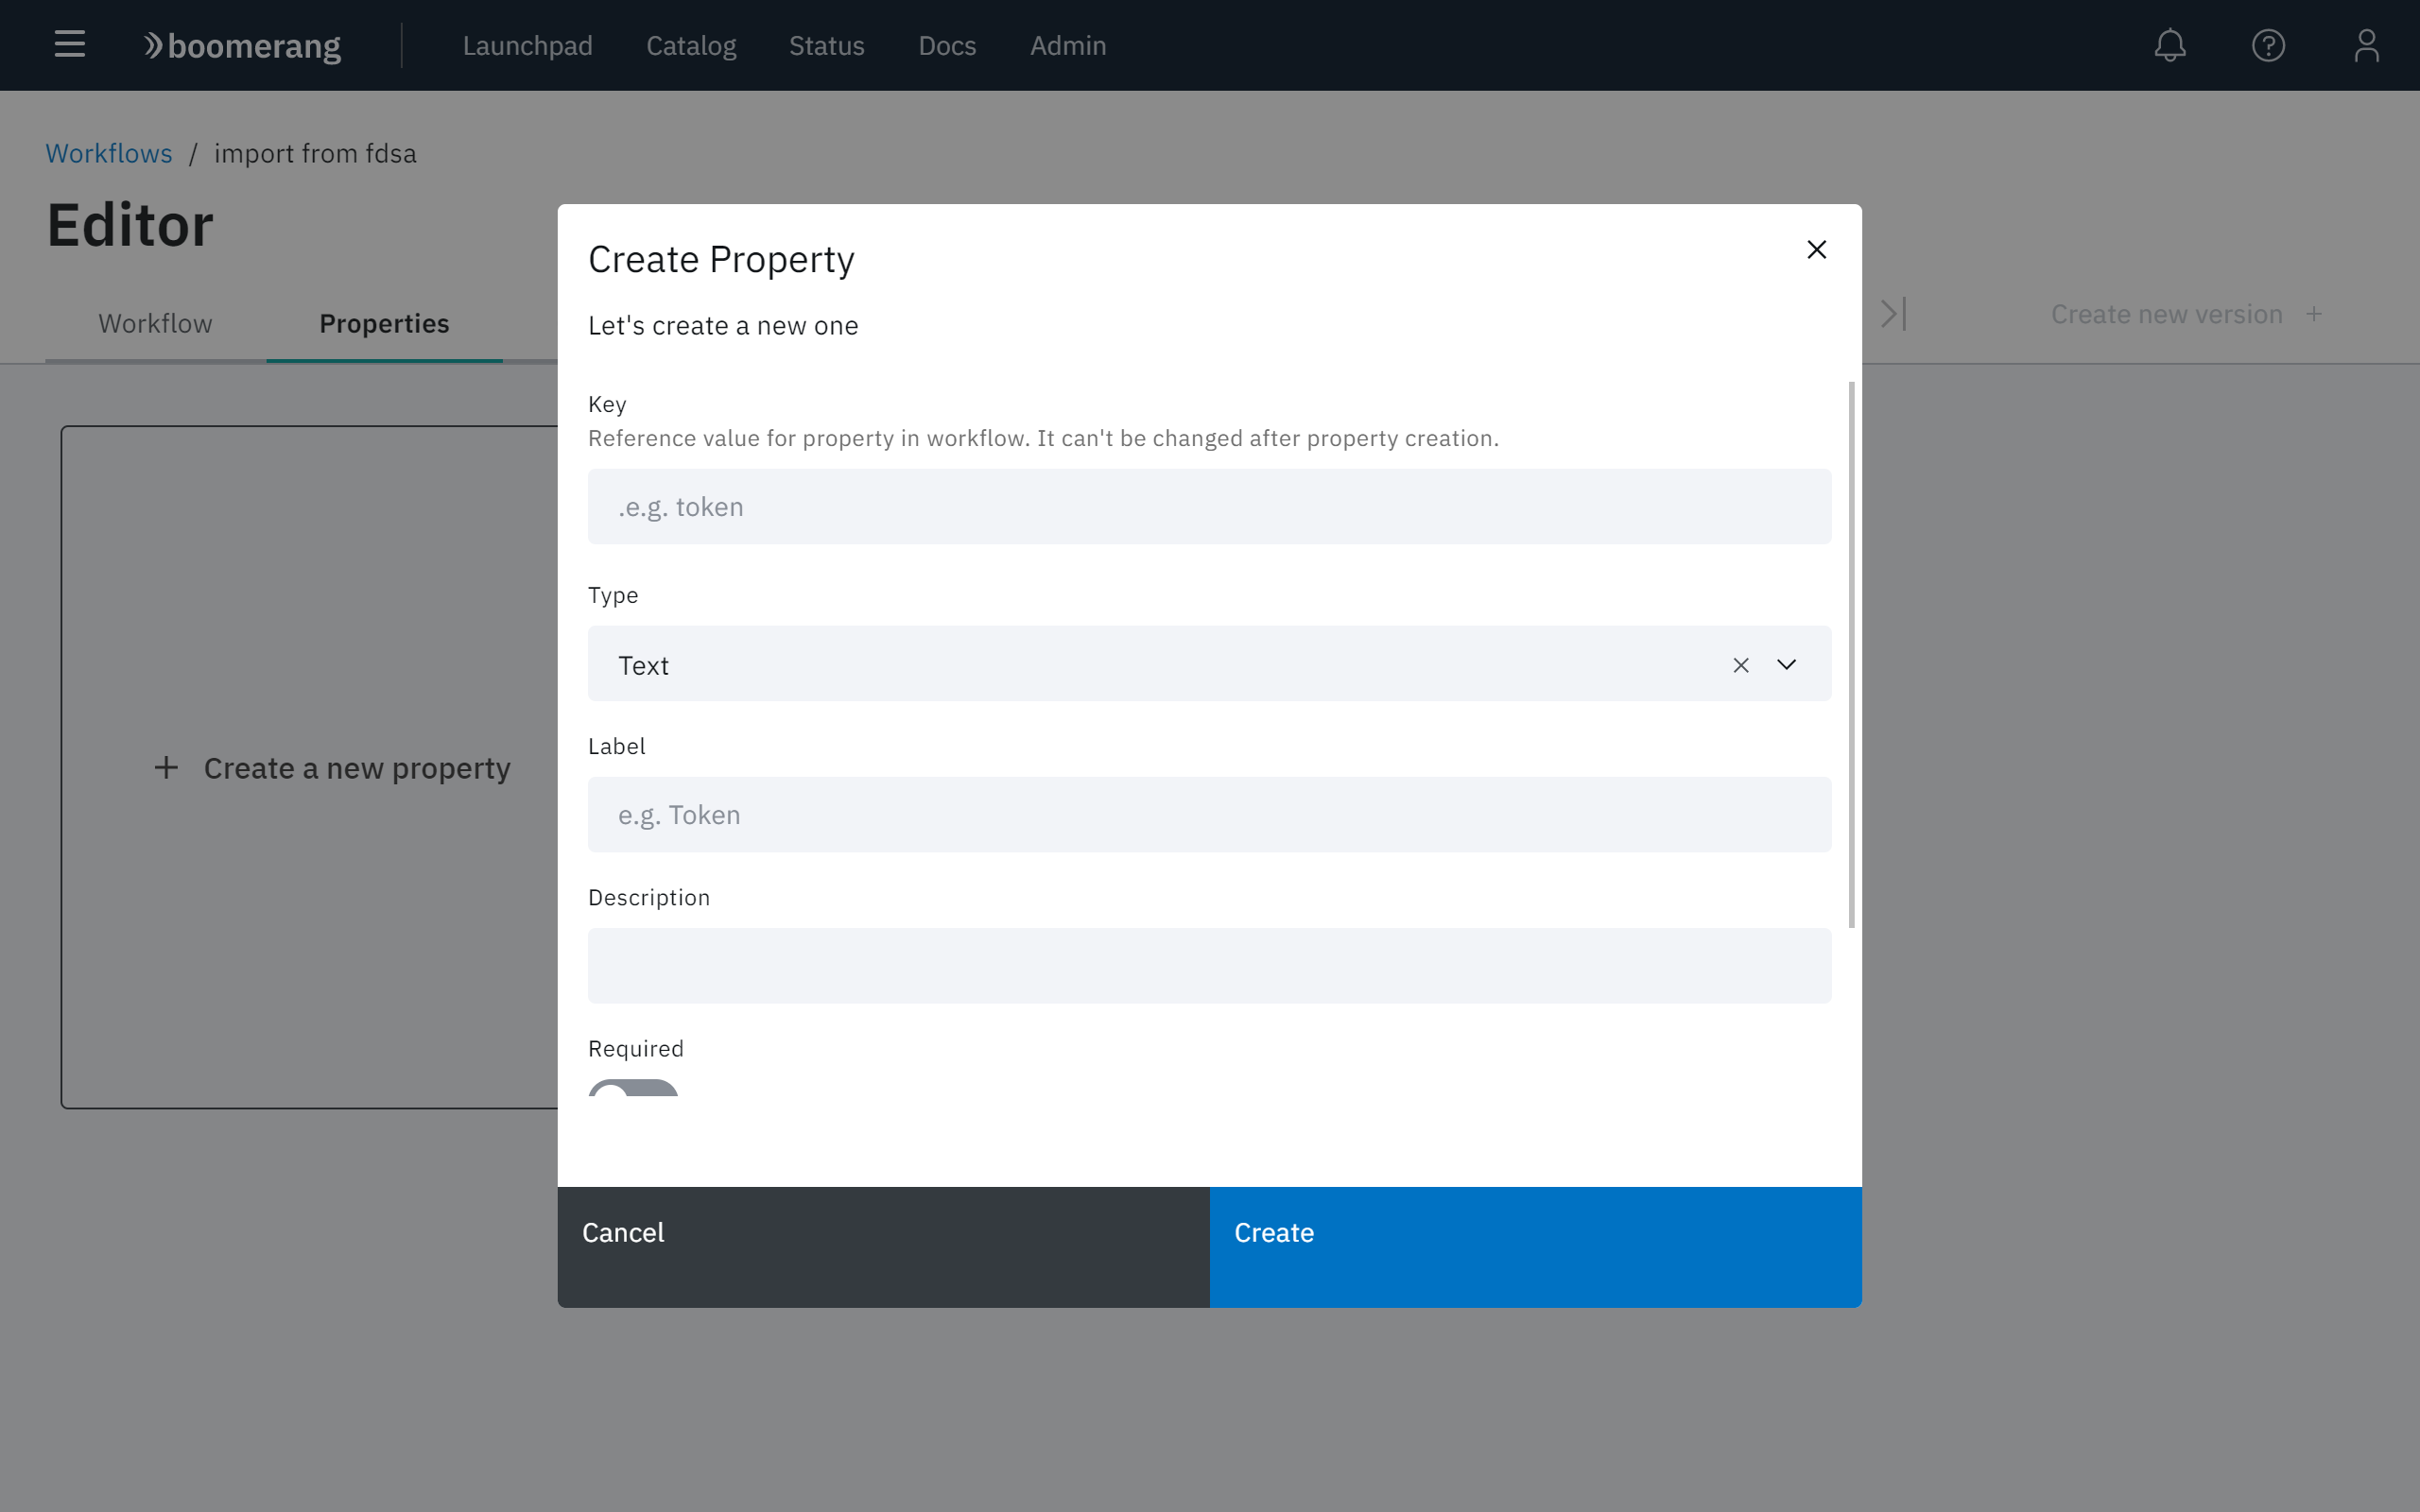 boomerang Launchpad Catalog Status Docs Admin
Workflows / import from fdsa
Editor
Workflow Properties
Create new version +
+ Create a new property
Create Property
Let's create a new one
Key
Reference value for property in workflow. It can't be changed after property creation.
.e.g. token
Type
Text
Label
e.g. Token
Description
Required
Cancel Create